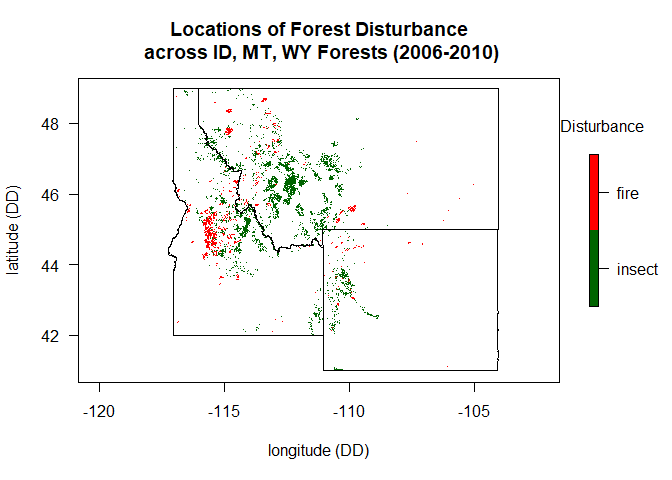 Locations of Forest Disturbance
across ID, MT, WY Forests (2006-2010)
latitude (DD)
48
46
44
42
-120
-115
-110
-105
longitude (DD)
Disturbance
fire
insect